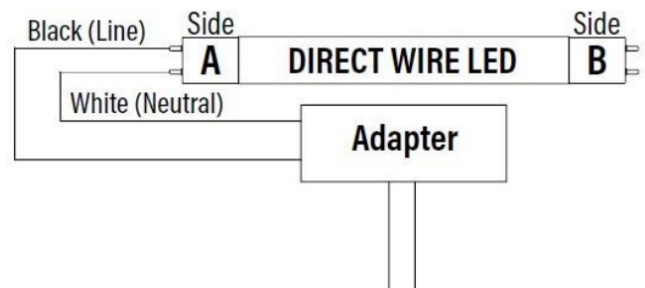 Side Side
Black (Line)
A DIRECT WIRE LED B
White (Neutral)
Adapter